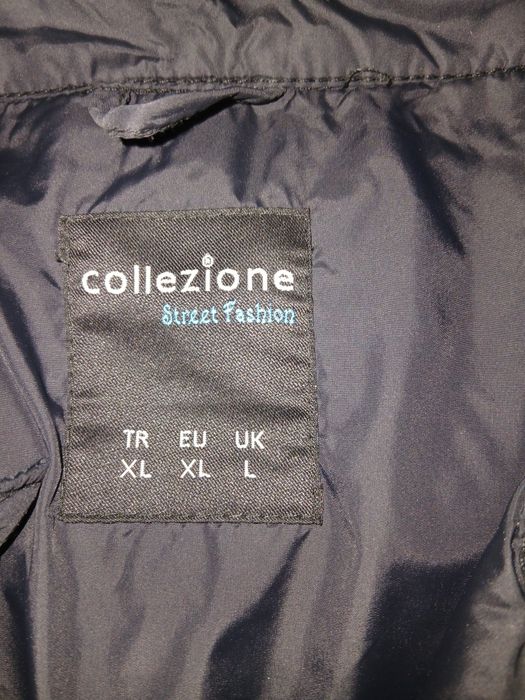 collezione
Street Fashion
TR EU UK
XL XL L